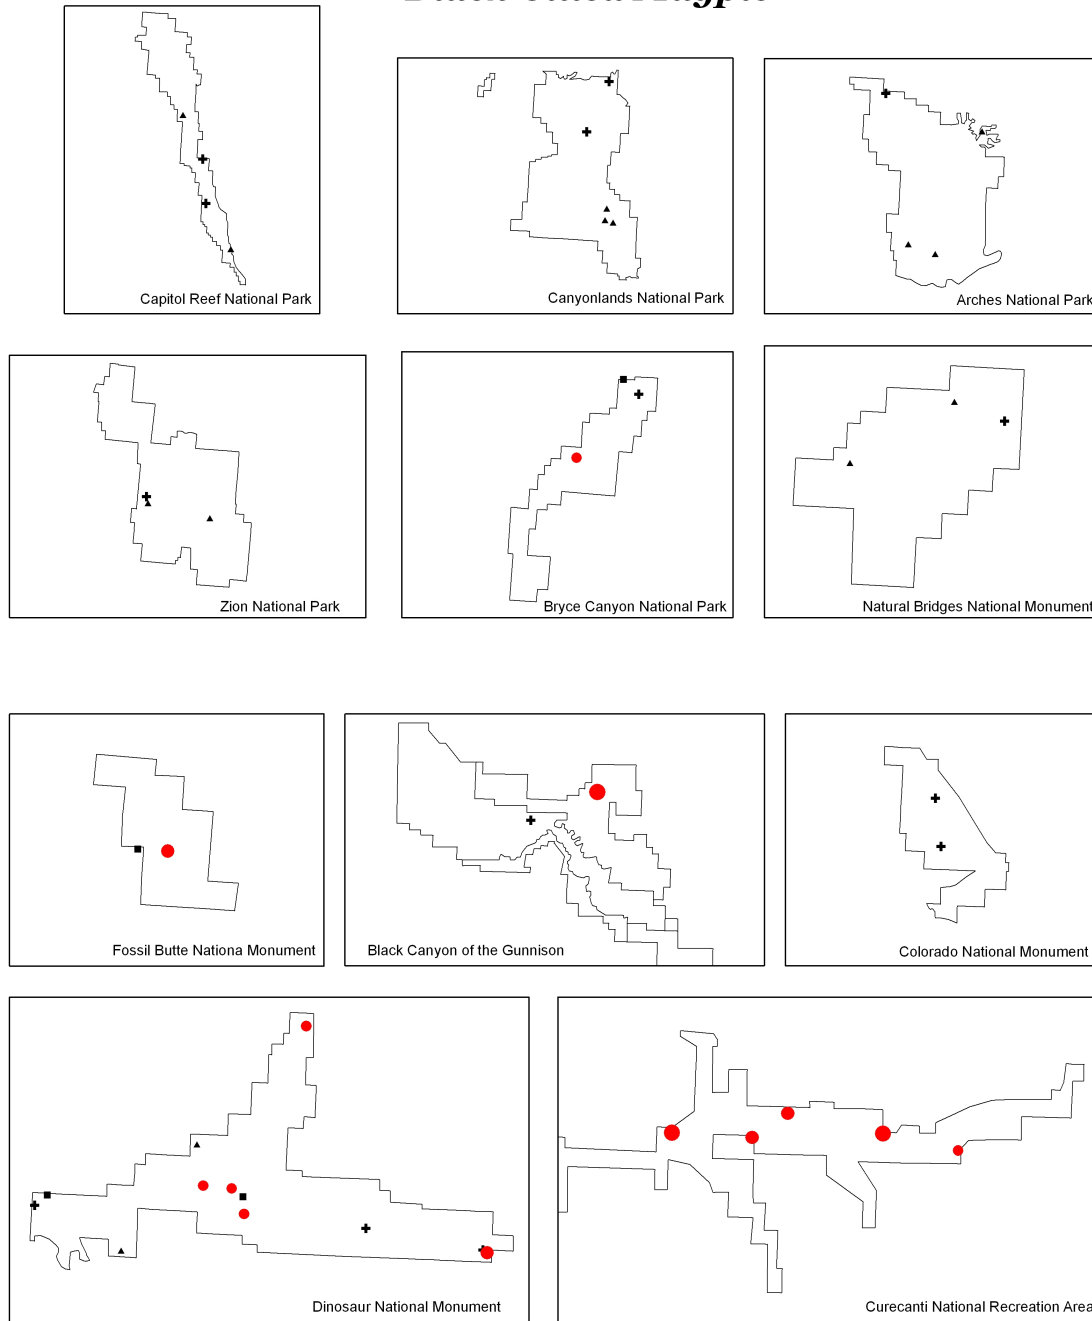 Capitol Reef National Park
Canyonlands National Park
Arches National Park
Zion National Park
Bryce Canyon National Park
Natural Bridges National Monument
Fossil Butte Nationa Monument
Black Canyon of the Gunnison
Colorado National Monument
Dinosaur National Monument
Curecanti National Recreation Area